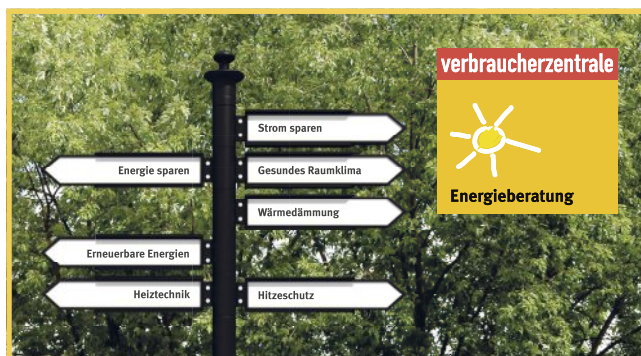 verbraucherzentrale
Energieberatung
Strom sparen
Energie sparen
Gesundes Raumklima
Wärmedämmung
Erneuerbare Energien
Heiztechnik
Hitzeschutz